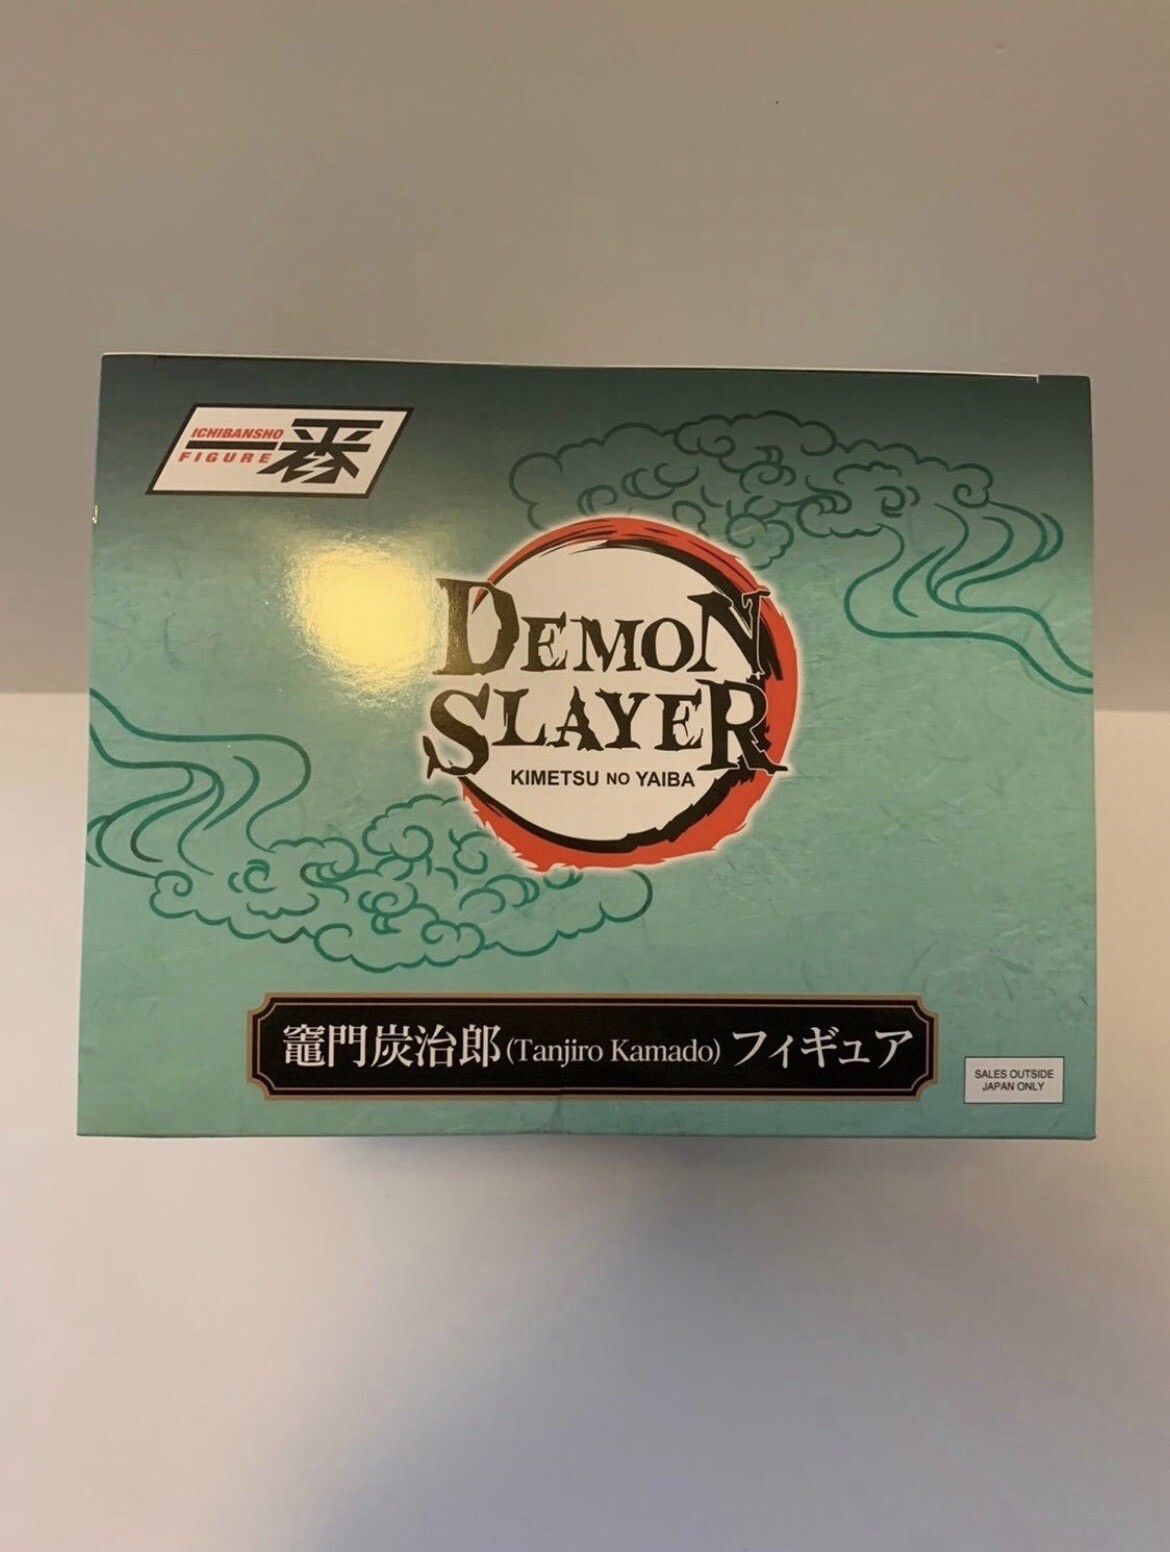 ICHIBANSHO
FIGURE
一番
DEMON
SLAYER
KIMETSU NO YAIBA
竈門炭治郎(Tanjiro Kamado) フィギュア
SALES OUTSIDE
JAPAN ONLY